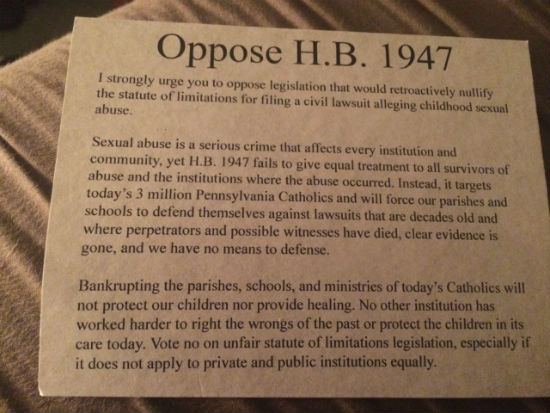 Oppose H.B. 1947
I strongly urge you to oppose legislation that would retroactively nullify
the statute of limitations for filing a civil lawsuit alleging childhood sexual
abuse.
Sexual abuse is a serious crime that affects every institution and
community, yet H.B. 1947 fails to give equal treatment to all survivors of
abuse and the institutions where the abuse occurred. Instead, it targets
today's 3 million Pennsylvania Catholics and will force our parishes and
schools to defend themselves against lawsuits that are decades old and
where perpetrators and possible witnesses have died, clear evidence is
gone, and we have no means to defense.
Bankrupting the parishes, schools, and ministries of today's Catholics will
not protect our children nor provide healing. No other institution has
worked harder to right the wrongs of the past or protect the children in its
care today. Vote no on unfair statute of limitations legislation, especially if
it does not apply to private and public institutions equally.